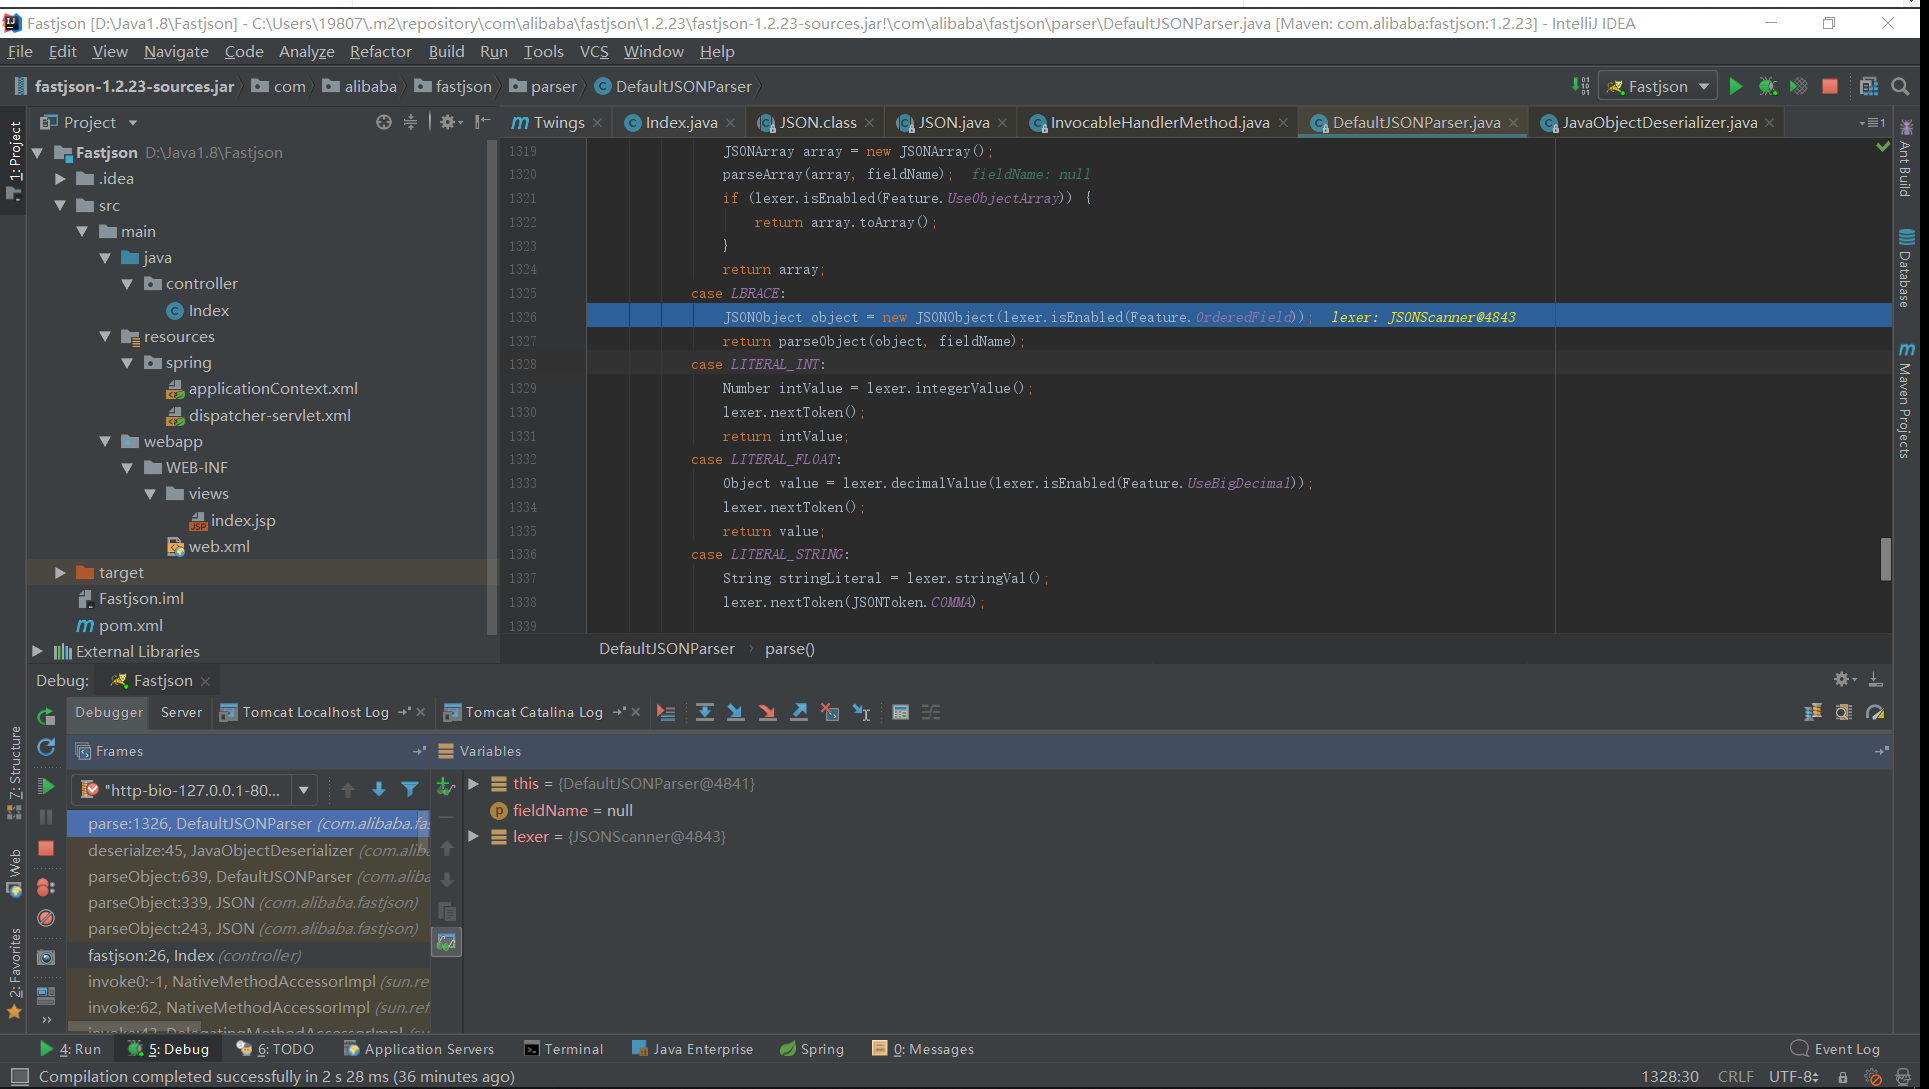 Fastjson [D:\Java1.8\Fastjson] - C:\Users\19807\.m2\repository\com\alibaba\fastjson\1.2.23\fastjson-1.2.23-sources.jar!\com\alibaba\fastjson\parser\DefaultJSONParser.java [Maven: com.alibaba:fastjson:1.2.23] - IntelliJ IDEA
File Edit View Navigate Code Analyze Refactor Build Run Tools VCS Window Help
fastjson-1.2.23-sources.jar com alibaba fastjson parser DefaultJSONParser Fastjson
Project Twings Index.java JSON.class JSON.java InvocableHandlerMethod.java DefaultJSONParser.java JavaObjectDeserializer.java
1: Project
Fastjson D:\Java1.8\Fastjson
.idea
src
main
java
controller
Index
resources
spring
applicationContext.xml
dispatcher-servlet.xml
webapp
WEB-INF
views
index.jsp
web.xml
target
Fastjson.iml
pom.xml
External Libraries
1319 JSONArray array = new JSONArray();
1320 parseArray(array, fieldName); fieldName: null
1321 if (lexer.isEnabled(Feature.UseObjectArray)) {
1322 return array.toArray();
1323 }
1324 return array;
1325 case LBRACE:
1326 JSONObject object = new JSONObject(lexer.isEnabled(Feature.OrderedField)); lexer: JSONScanner@4843
1327 return parseObject(object, fieldName);
1328 case LITERAL_INT:
1329 Number intValue = lexer.integerValue();
1330 lexer.nextToken();
1331 return intValue;
1332 case LITERAL_FLOAT:
1333 Object value = lexer.decimalValue(lexer.isEnabled(Feature.UseBigDecimal));
1334 lexer.nextToken();
1335 return value;
1336 case LITERAL_STRING:
1337 String stringLiteral = lexer.stringVal();
1338 lexer.nextToken(JSONToken.COMMA);
1339
DefaultJSONParser › parse()
Ant Build
Database
Maven Projects
Debug: Fastjson
Debugger Server Tomcat Localhost Log Tomcat Catalina Log
Frames
Variables
"http-bio-127.0.0.1-80...
parse:1326, DefaultJSONParser (com.alibaba.fas
deserialze:45, JavaObjectDeserializer (com.alib
parseObject:639, DefaultJSONParser (com.aliba
parseObject:339, JSON (com.alibaba.fastjson)
parseObject:243, JSON (com.alibaba.fastjson)
fastjson:26, Index (controller)
invoke0:-1, NativeMethodAccessorImpl (sun.re
invoke:62, NativeMethodAccessorImpl (sun.ref
invoke:43, DelegatingMethodAccessorImpl (su
this = {DefaultJSONParser@4841}
fieldName = null
lexer = {JSONScanner@4843}
Z: Structure
Web
2: Favorites
4: Run 5: Debug 6: TODO Application Servers Terminal Java Enterprise Spring 0: Messages Event Log
Compilation completed successfully in 2 s 28 ms (36 minutes ago) 1328:30 CRLF UTF-8